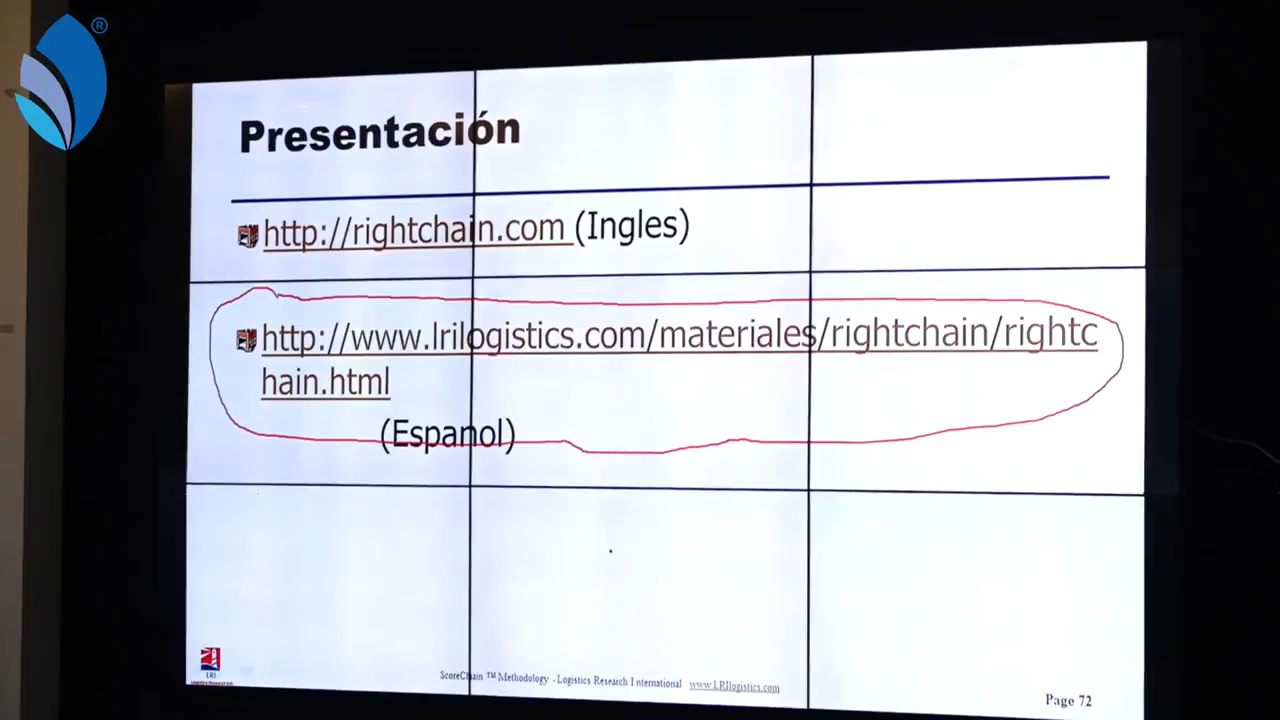 ®
Presentación
http://rightchain.com (Ingles)
http://www.lrilogistics.com/materiales/rightchain/rightc
hain.html
(Espanol)
LRI
ScoreChain ™ Methodology - Logistics Research International www.LRIlogistics.com
Page 72